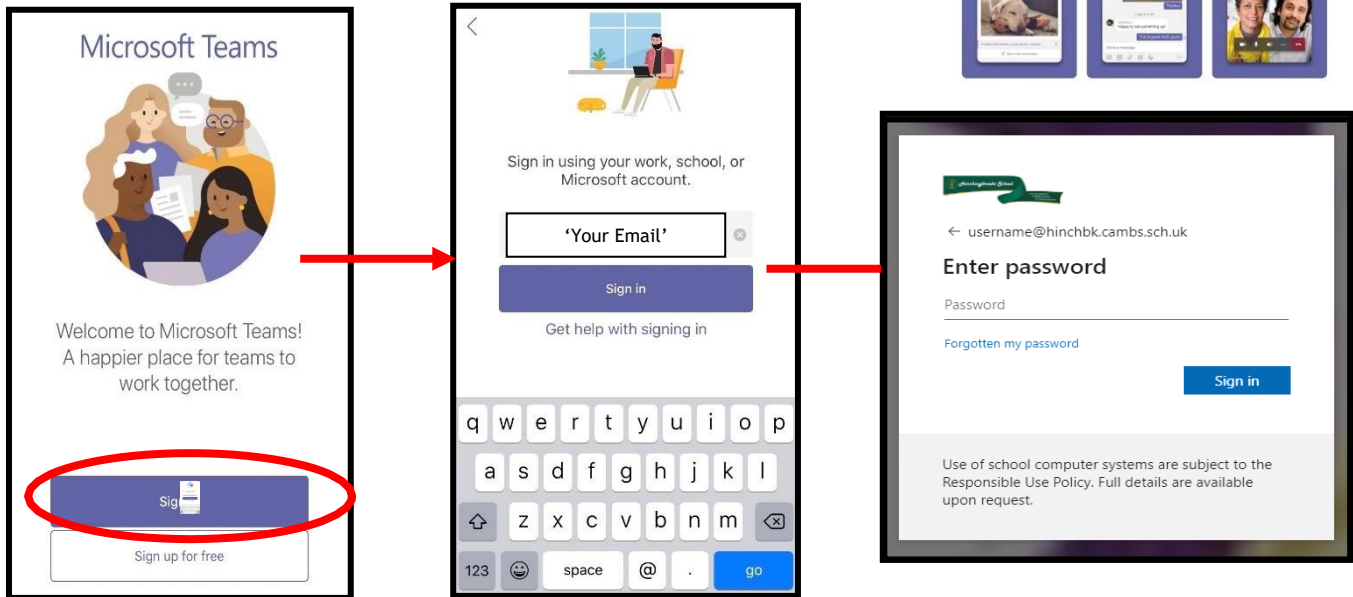 Microsoft Teams
Welcome to Microsoft Teams!
A happier place for teams to
work together.
Sign up for free
Sign in using your work, school, or
Microsoft account.
‘Your Email’
Sign in
Get help with signing in
q w e r t y u i o p
a s d f g h j k l
z x c v b n m
123 space @ . go
Hinchingbrooke School
← username@hinchbk.cambs.sch.uk
Enter password
Password
Forgotten my password
Sign in
Use of school computer systems are subject to the
Responsible Use Policy. Full details are available
upon request.